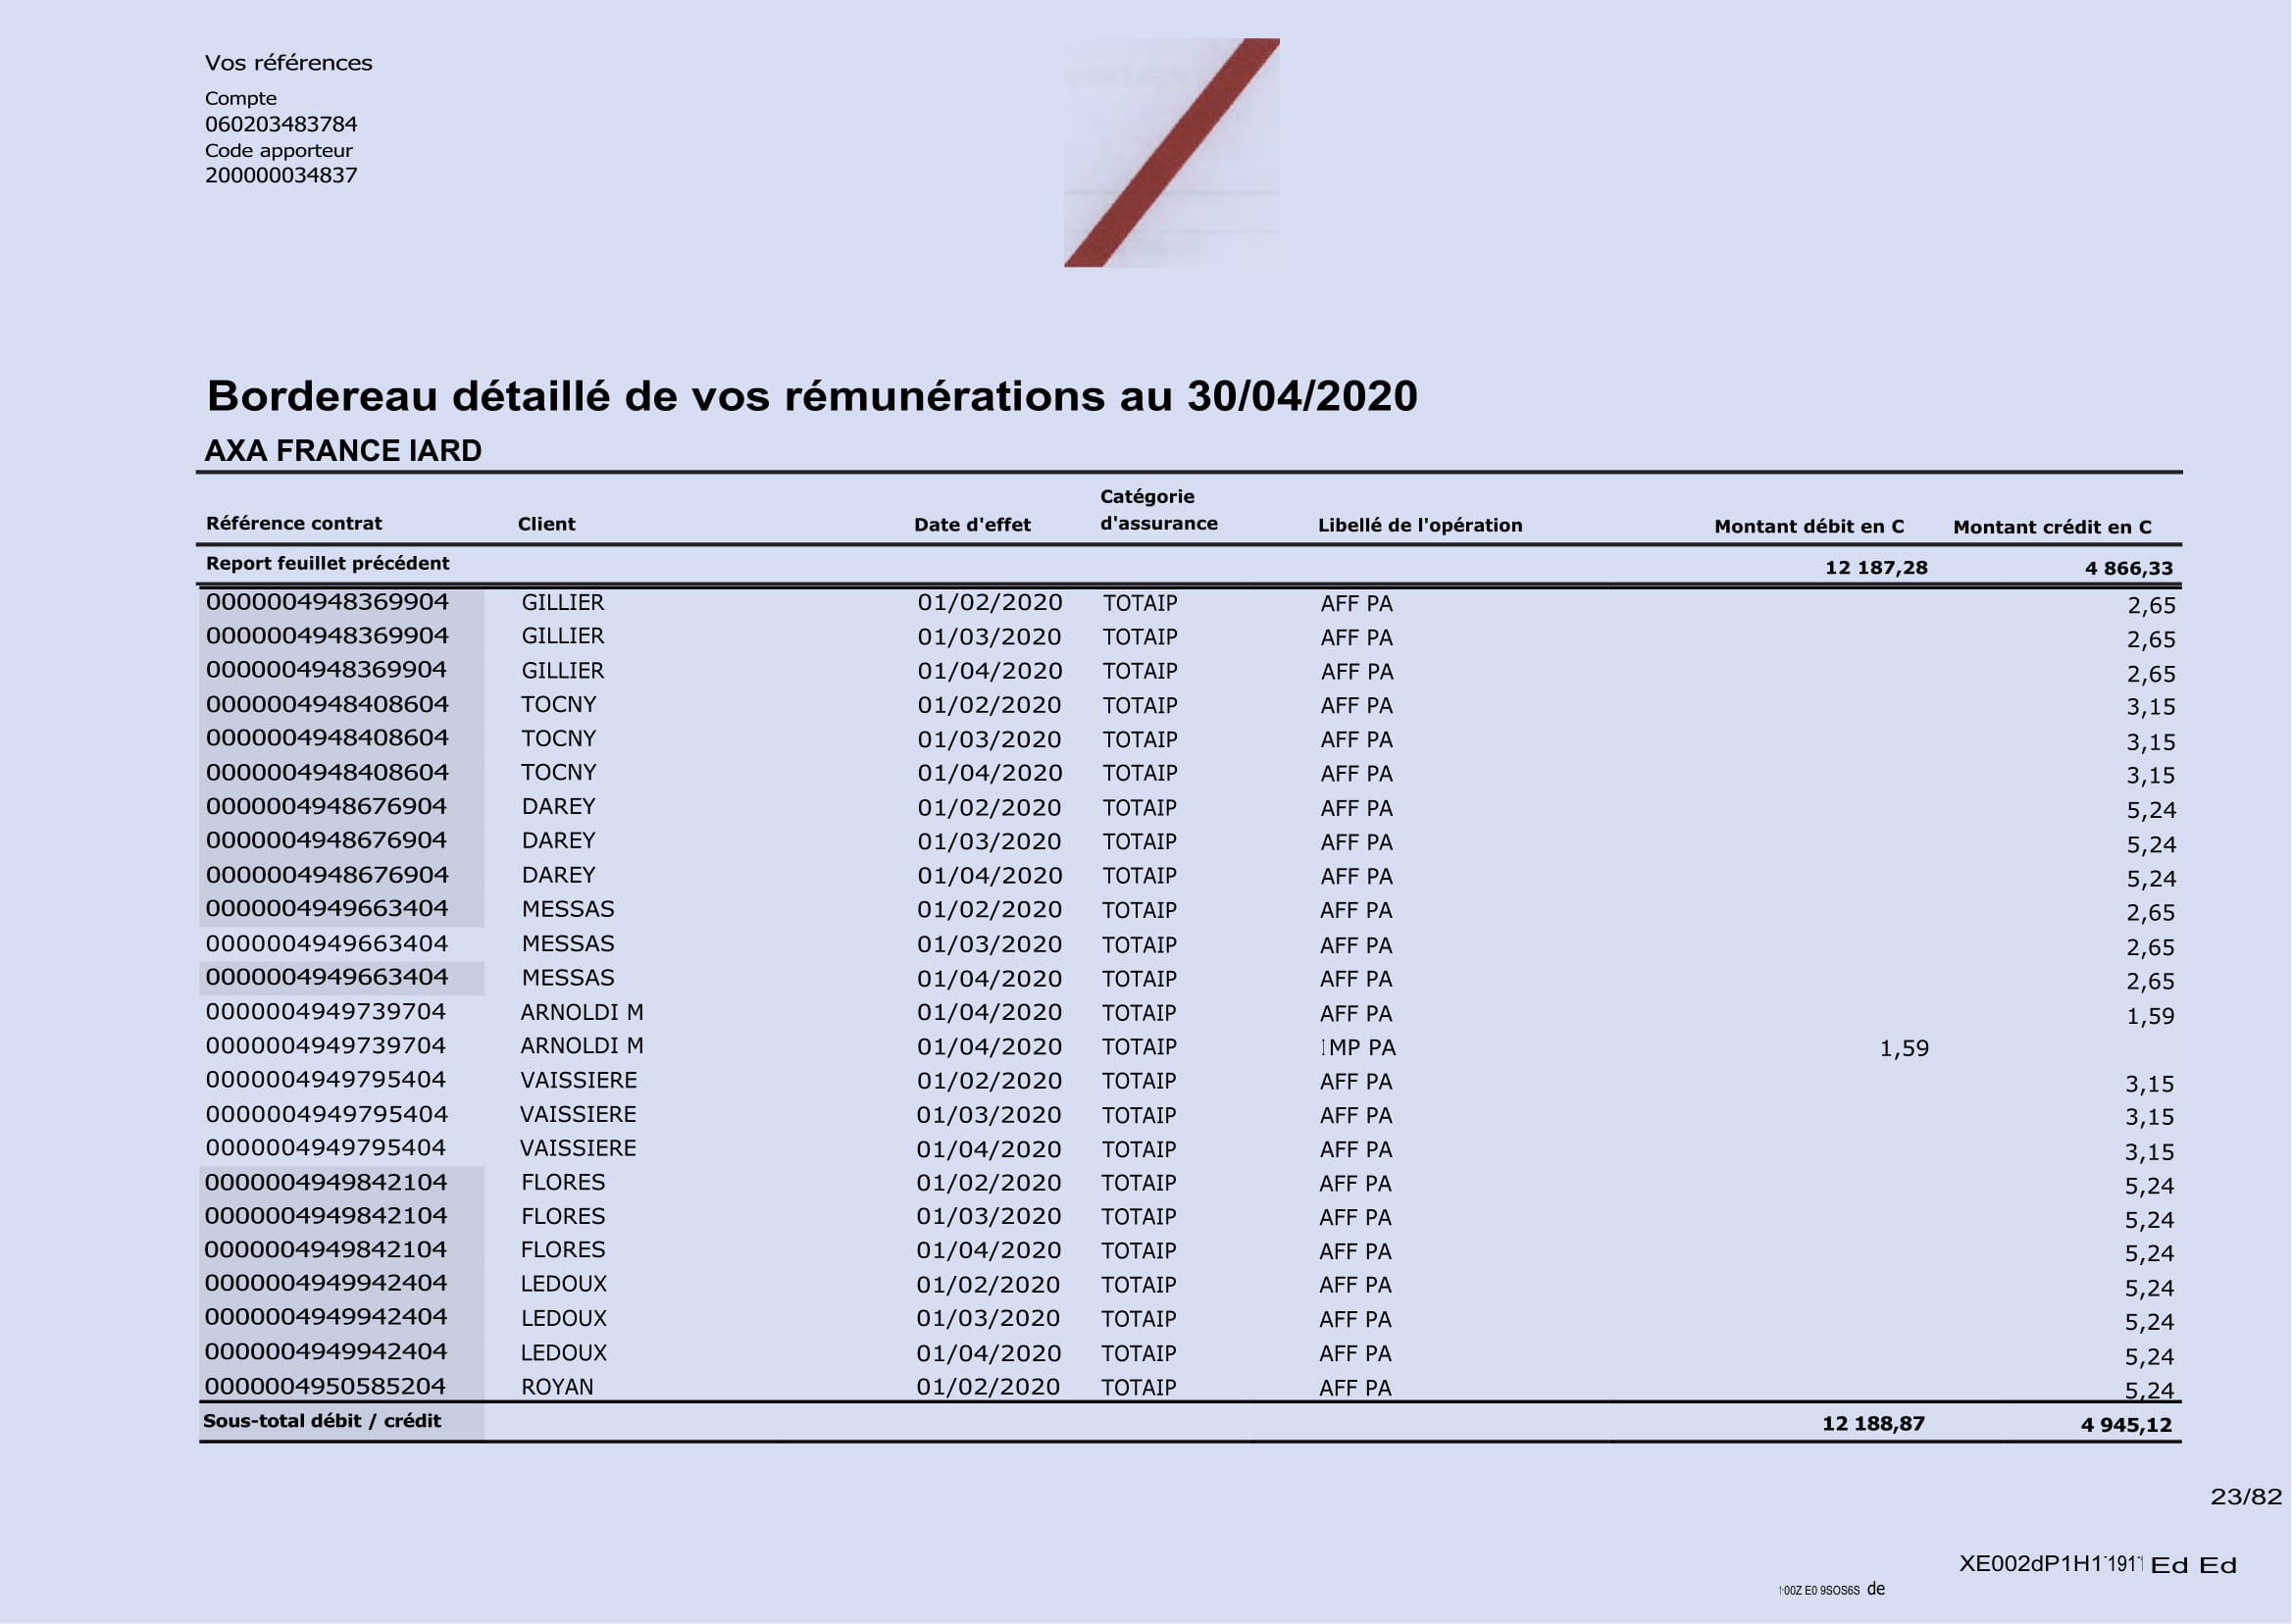 Vos références
Compte
060203483784
Code apporteur
200000034837
Bordereau détaillé de vos rémunérations au 30/04/2020
AXA FRANCE IARD
Référence contrat Client Date d'effet Catégorie d'assurance Libellé de l'opération Montant débit en C Montant crédit en C
Report feuillet précédent 12 187,28 4 866,33
0000004948369904 GILLIER 01/02/2020 TOTAIP AFF PA 2,65
0000004948369904 GILLIER 01/03/2020 TOTAIP AFF PA 2,65
0000004948369904 GILLIER 01/04/2020 TOTAIP AFF PA 2,65
0000004948408604 TOCNY 01/02/2020 TOTAIP AFF PA 3,15
0000004948408604 TOCNY 01/03/2020 TOTAIP AFF PA 3,15
0000004948408604 TOCNY 01/04/2020 TOTAIP AFF PA 3,15
0000004948676904 DAREY 01/02/2020 TOTAIP AFF PA 5,24
0000004948676904 DAREY 01/03/2020 TOTAIP AFF PA 5,24
0000004948676904 DAREY 01/04/2020 TOTAIP AFF PA 5,24
0000004949663404 MESSAS 01/02/2020 TOTAIP AFF PA 2,65
0000004949663404 MESSAS 01/03/2020 TOTAIP AFF PA 2,65
0000004949663404 MESSAS 01/04/2020 TOTAIP AFF PA 2,65
0000004949739704 ARNOLDI M 01/04/2020 TOTAIP AFF PA 1,59
0000004949739704 ARNOLDI M 01/04/2020 TOTAIP IMP PA 1,59
0000004949795404 VAISSIERE 01/02/2020 TOTAIP AFF PA 3,15
0000004949795404 VAISSIERE 01/03/2020 TOTAIP AFF PA 3,15
0000004949795404 VAISSIERE 01/04/2020 TOTAIP AFF PA 3,15
0000004949842104 FLORES 01/02/2020 TOTAIP AFF PA 5,24
0000004949842104 FLORES 01/03/2020 TOTAIP AFF PA 5,24
0000004949842104 FLORES 01/04/2020 TOTAIP AFF PA 5,24
0000004949942404 LEDOUX 01/02/2020 TOTAIP AFF PA 5,24
0000004949942404 LEDOUX 01/03/2020 TOTAIP AFF PA 5,24
0000004949942404 LEDOUX 01/04/2020 TOTAIP AFF PA 5,24
0000004950585204 ROYAN 01/02/2020 TOTAIP AFF PA 5,24
Sous-total débit / crédit 12 188,87 4 945,12
23/82
Ed Ed
E0 9SOS6S de